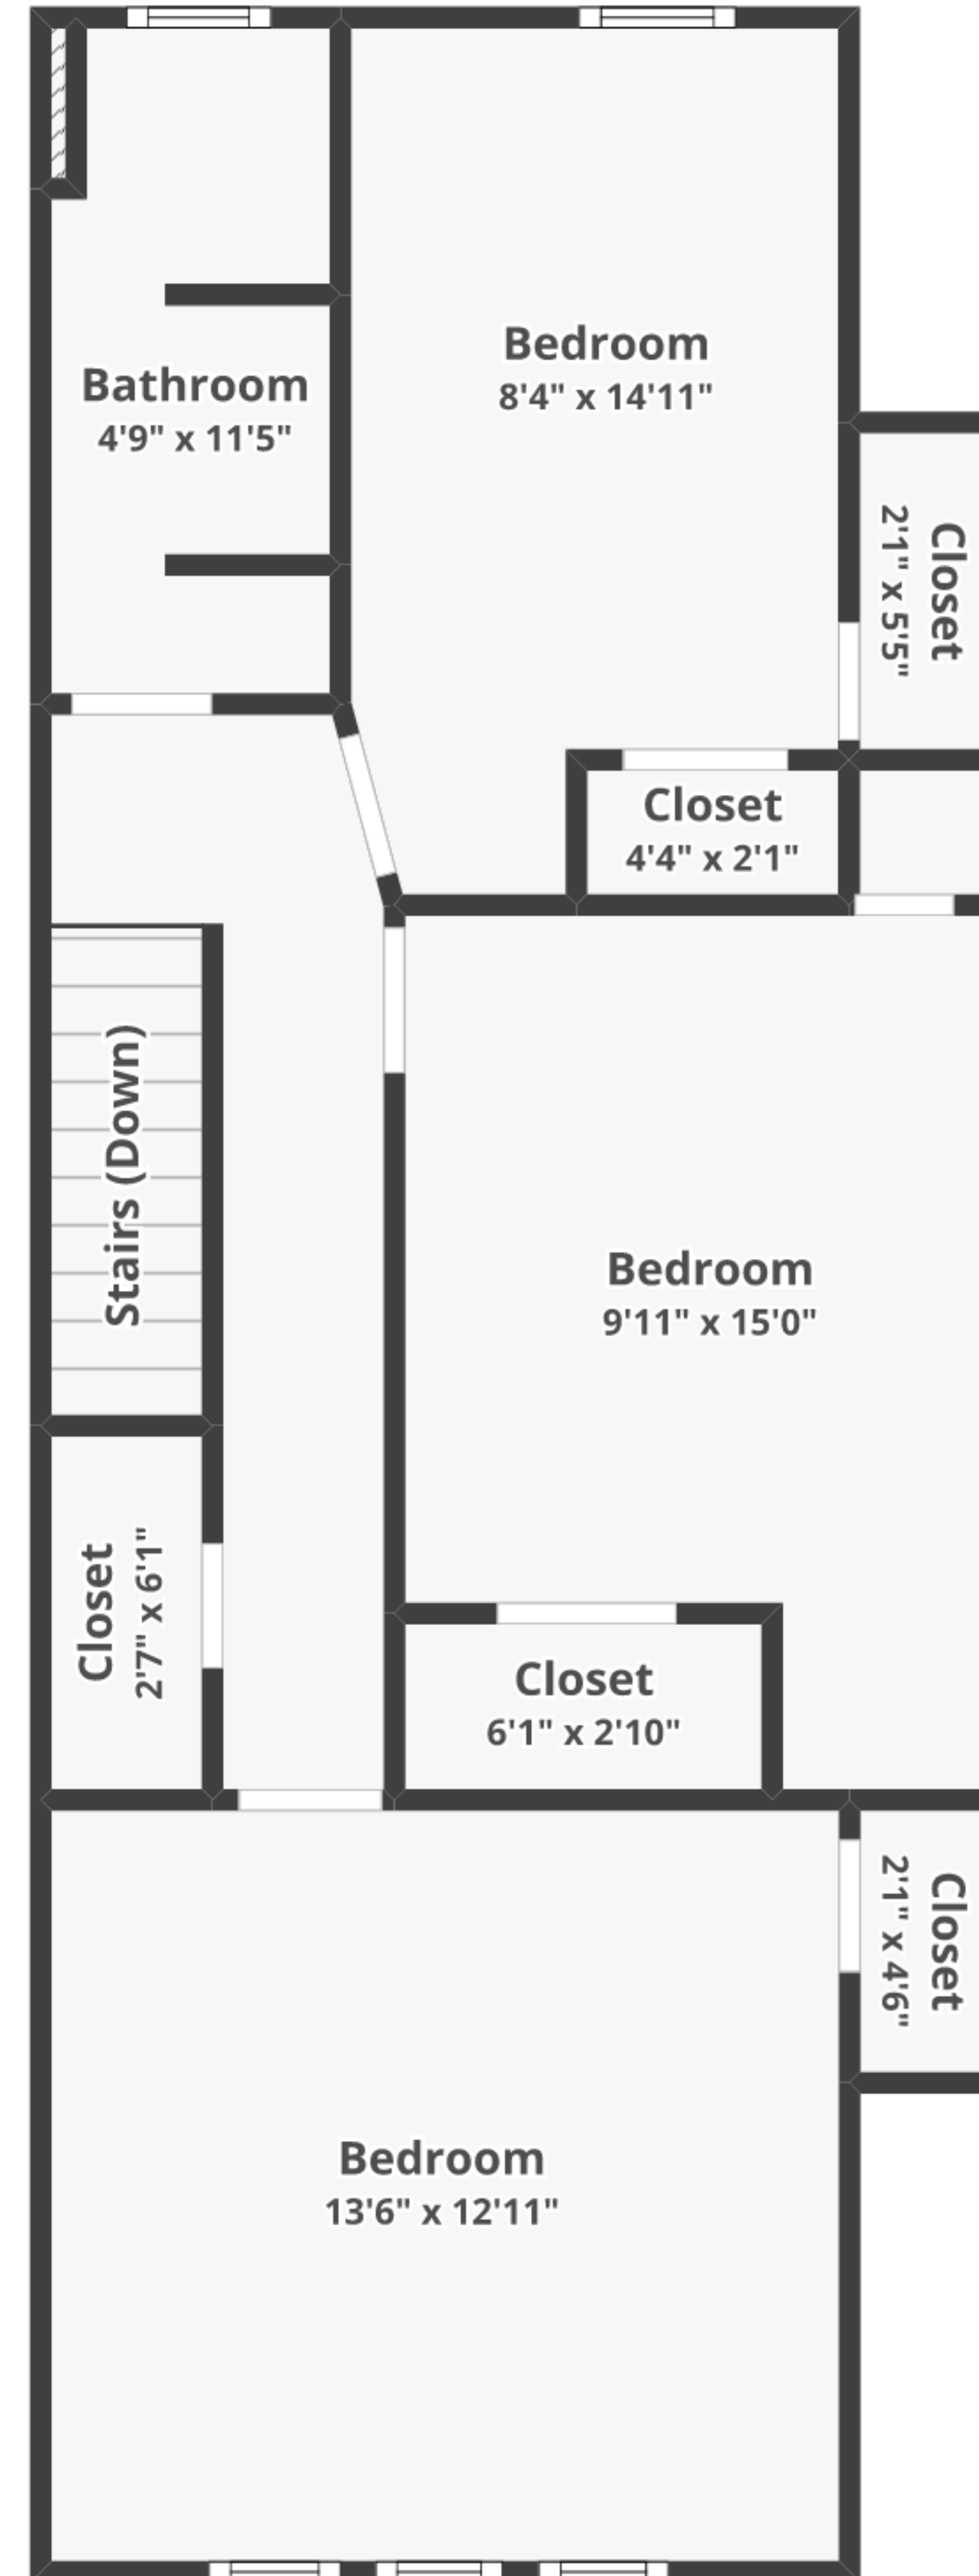 Bedroom
8'4" x 14'11"
Bathroom
4'9" x 11'5"
Closet
2'1" x 5'5"
Closet
4'4" x 2'1"
Stairs (Down)
Bedroom
9'11" x 15'0"
Closet
2'7" x 6'1"
Closet
6'1" x 2'10"
Closet
2'1" x 4'6"
Bedroom
13'6" x 12'11"